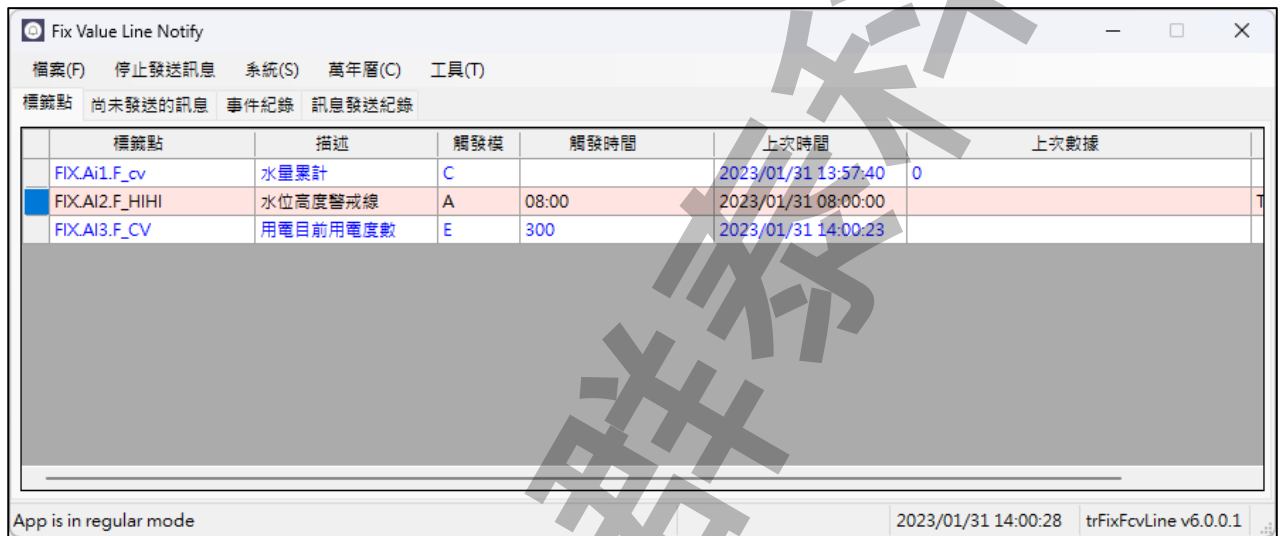 Fix Value Line Notify
檔案(F) 停止發送訊息 系統(S) 萬年曆(C) 工具(T)
標籤點 尚未發送的訊息 事件紀錄 訊息發送紀錄
標籤點 描述 觸發模 觸發時間 上次時間 上次數據
FIX.Ai1.F_cv 水量累計 C 2023/01/31 13:57:40 0
FIX.AI2.F_HIHI 水位高度警戒線 A 08:00 2023/01/31 08:00:00 T
FIX.AI3.F_CV 用電目前用電度數 E 300 2023/01/31 14:00:23
App is in regular mode 2023/01/31 14:00:28 trFixFcvLine v6.0.0.1
群泰科